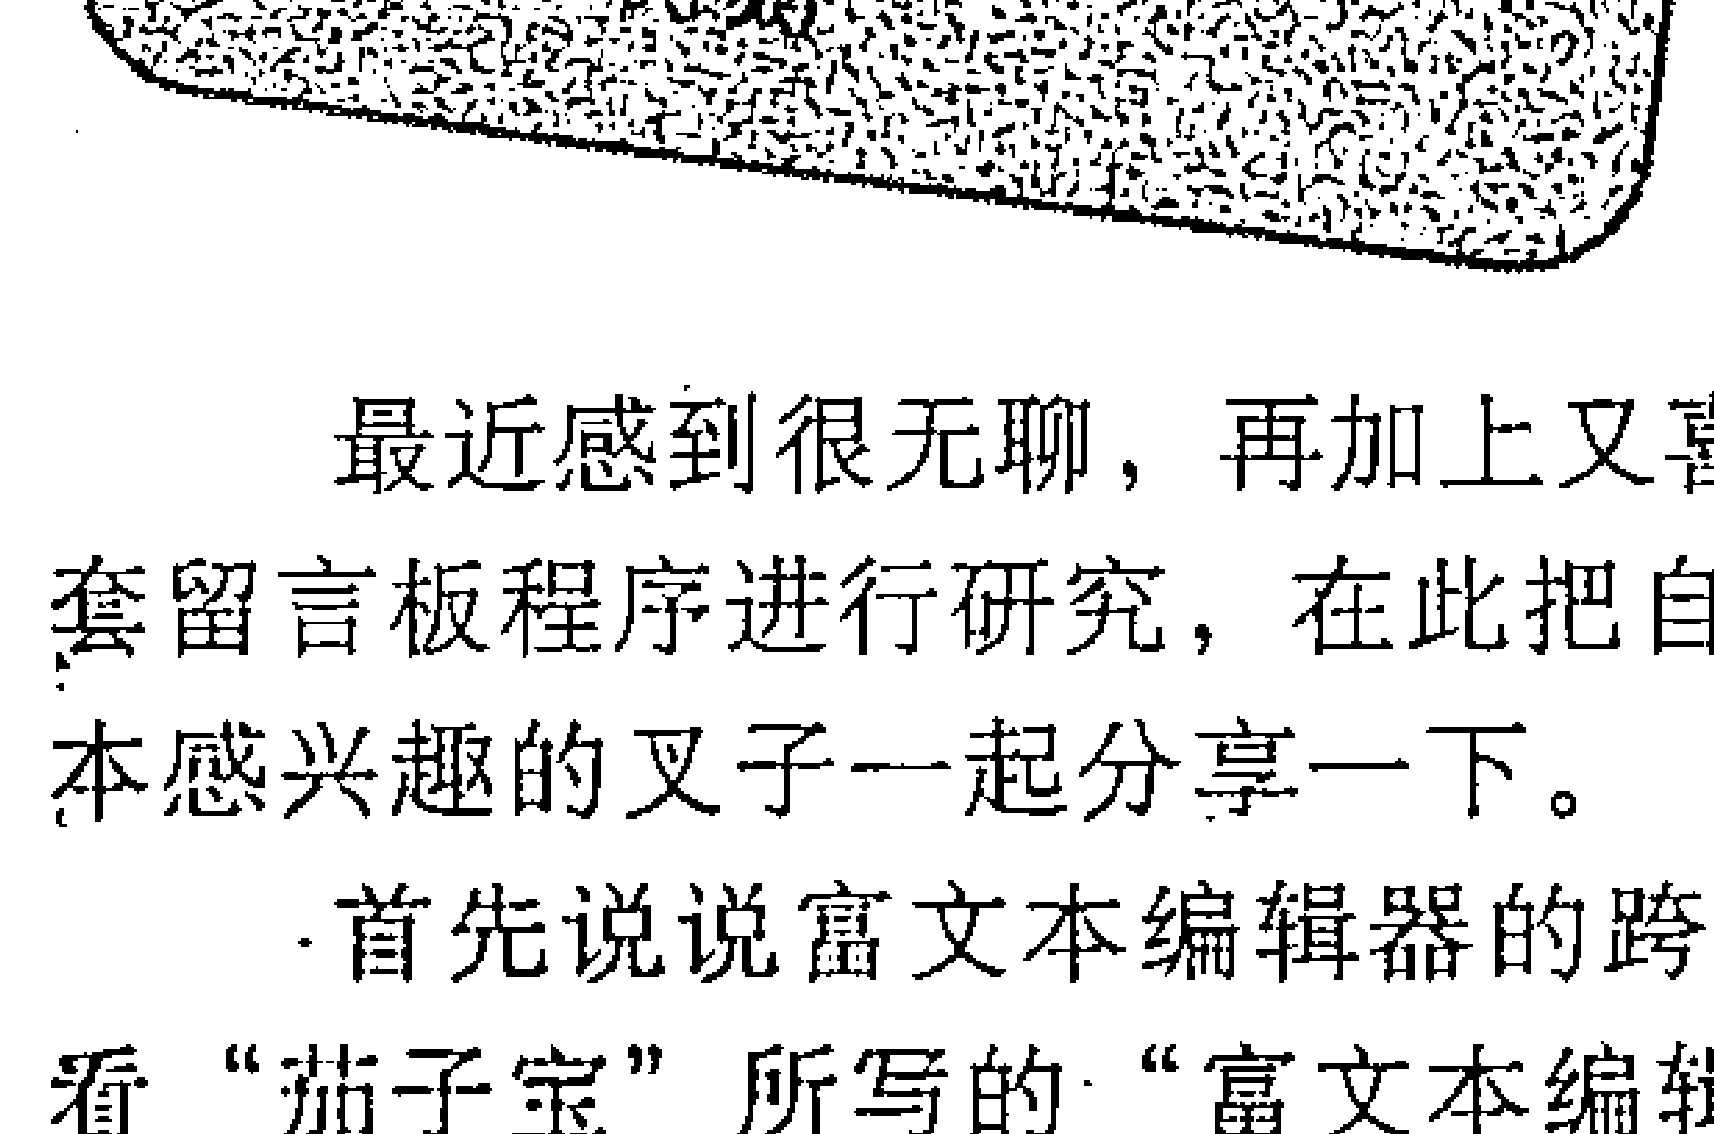 最近感到很无聊，再加上又喜
套留言板程序进行研究，在此把自
本感兴趣的叉子一起分享一下。
首先说说富文本编辑器的跨
看“茄子宝”所写的“富文本编辑